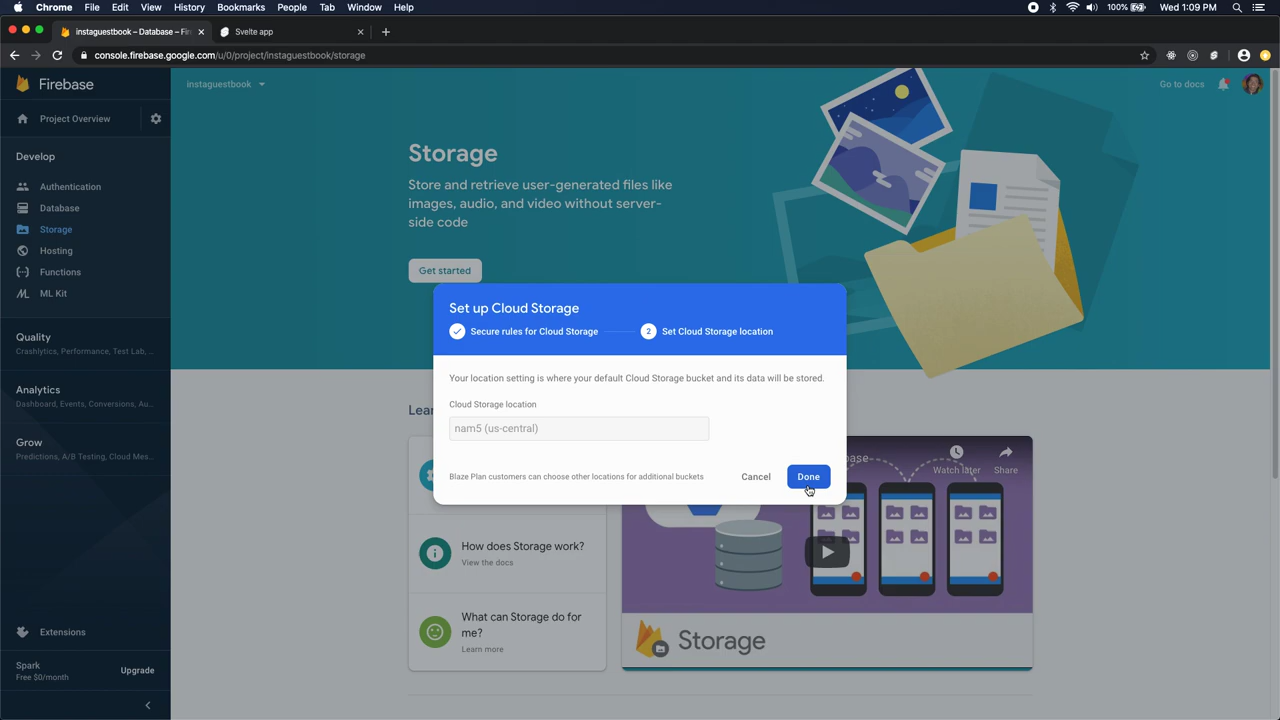 Chrome File Edit View History Bookmarks People Tab Window Help
100% Wed 1:09 PM
instaguestbook – Database – Fir
Svelte app
console.firebase.google.com/u/0/project/instaguestbook/storage
Firebase
instaguestbook
Go to docs
Project Overview
Develop
Authentication
Database
Storage
Hosting
Functions
ML Kit
Quality
Crashlytics, Performance, Test Lab, ...
Analytics
Dashboard, Events, Conversions, Au...
Grow
Predictions, A/B Testing, Cloud Mes...
Extensions
Spark
Free $0/month
Upgrade
Storage
Store and retrieve user-generated files like
images, audio, and video without server-
side code
Get started
Set up Cloud Storage
Secure rules for Cloud Storage
2 Set Cloud Storage location
Your location setting is where your default Cloud Storage bucket and its data will be stored.
Cloud Storage location
nam5 (us-central)
Blaze Plan customers can choose other locations for additional buckets
Cancel
Done
Lear
How does Storage work?
View the docs
What can Storage do for
me?
Learn more
base
Watch later
Share
Storage